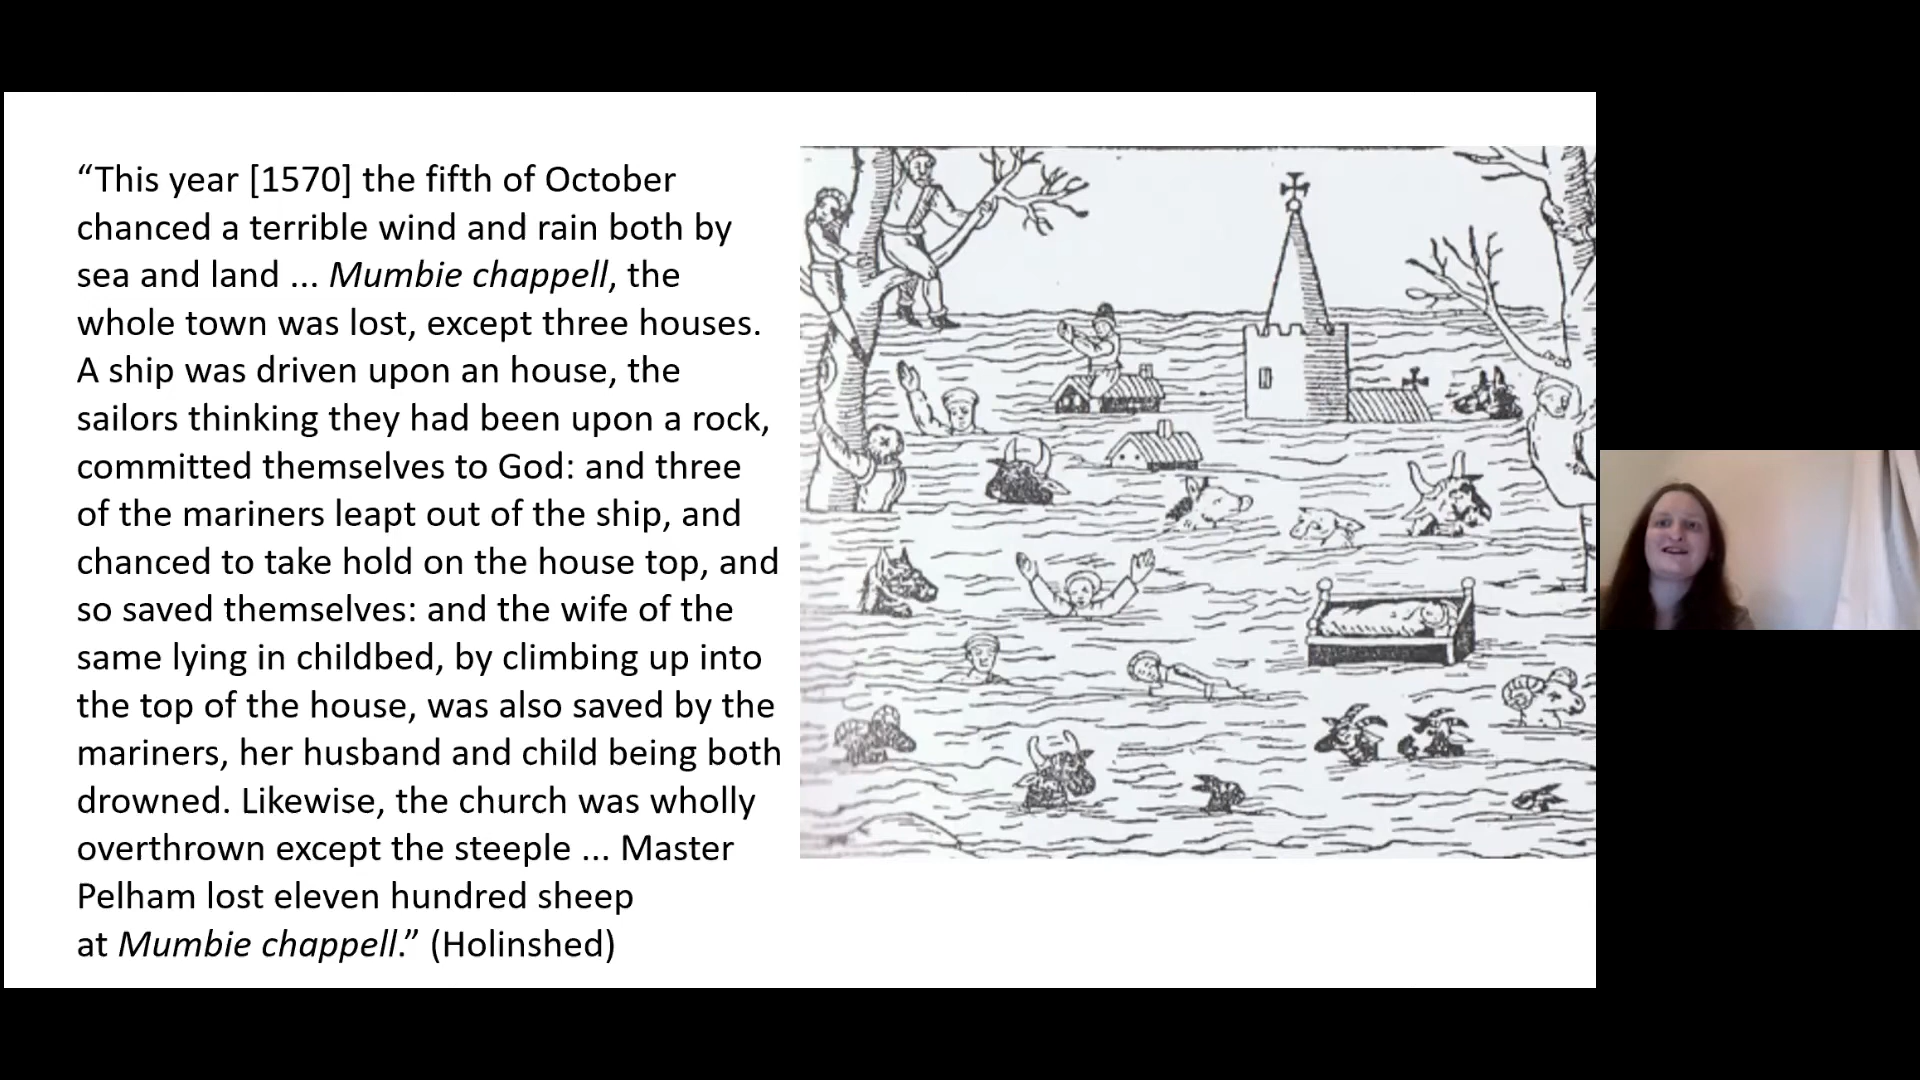 “This year [1570] the fifth of October
chanced a terrible wind and rain both by
sea and land ... Mumbie chappell, the
whole town was lost, except three houses.
A ship was driven upon an house, the
sailors thinking they had been upon a rock,
committed themselves to God: and three
of the mariners leapt out of the ship, and
chanced to take hold on the house top, and
so saved themselves: and the wife of the
same lying in childbed, by climbing up into
the top of the house, was also saved by the
mariners, her husband and child being both
drowned. Likewise, the church was wholly
overthrown except the steeple ... Master
Pelham lost eleven hundred sheep
at Mumbie chappell.” (Holinshed)